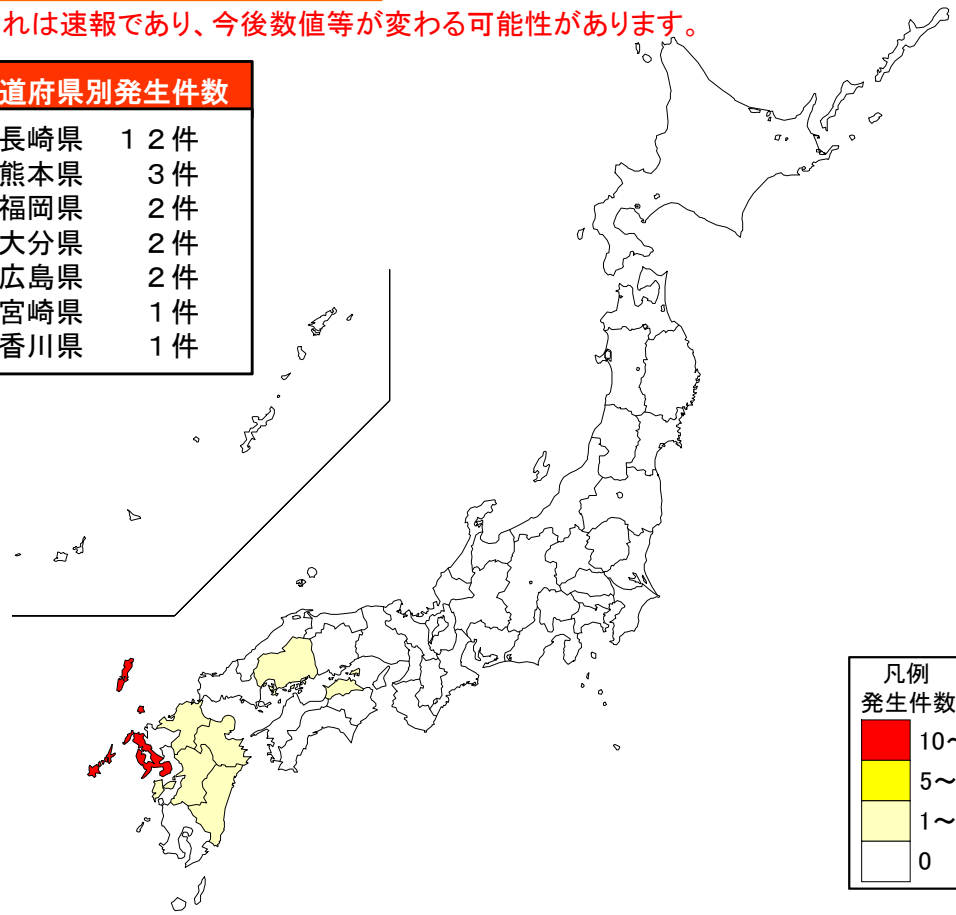 れは速報であり、今後数値等が変わる可能性があります。
道府県別発生件数
長崎県 12件
熊本県 3件
福岡県 2件
大分県 2件
広島県 2件
宮崎県 1件
香川県 1件
凡例
発生件数
10～
5～
1～
0